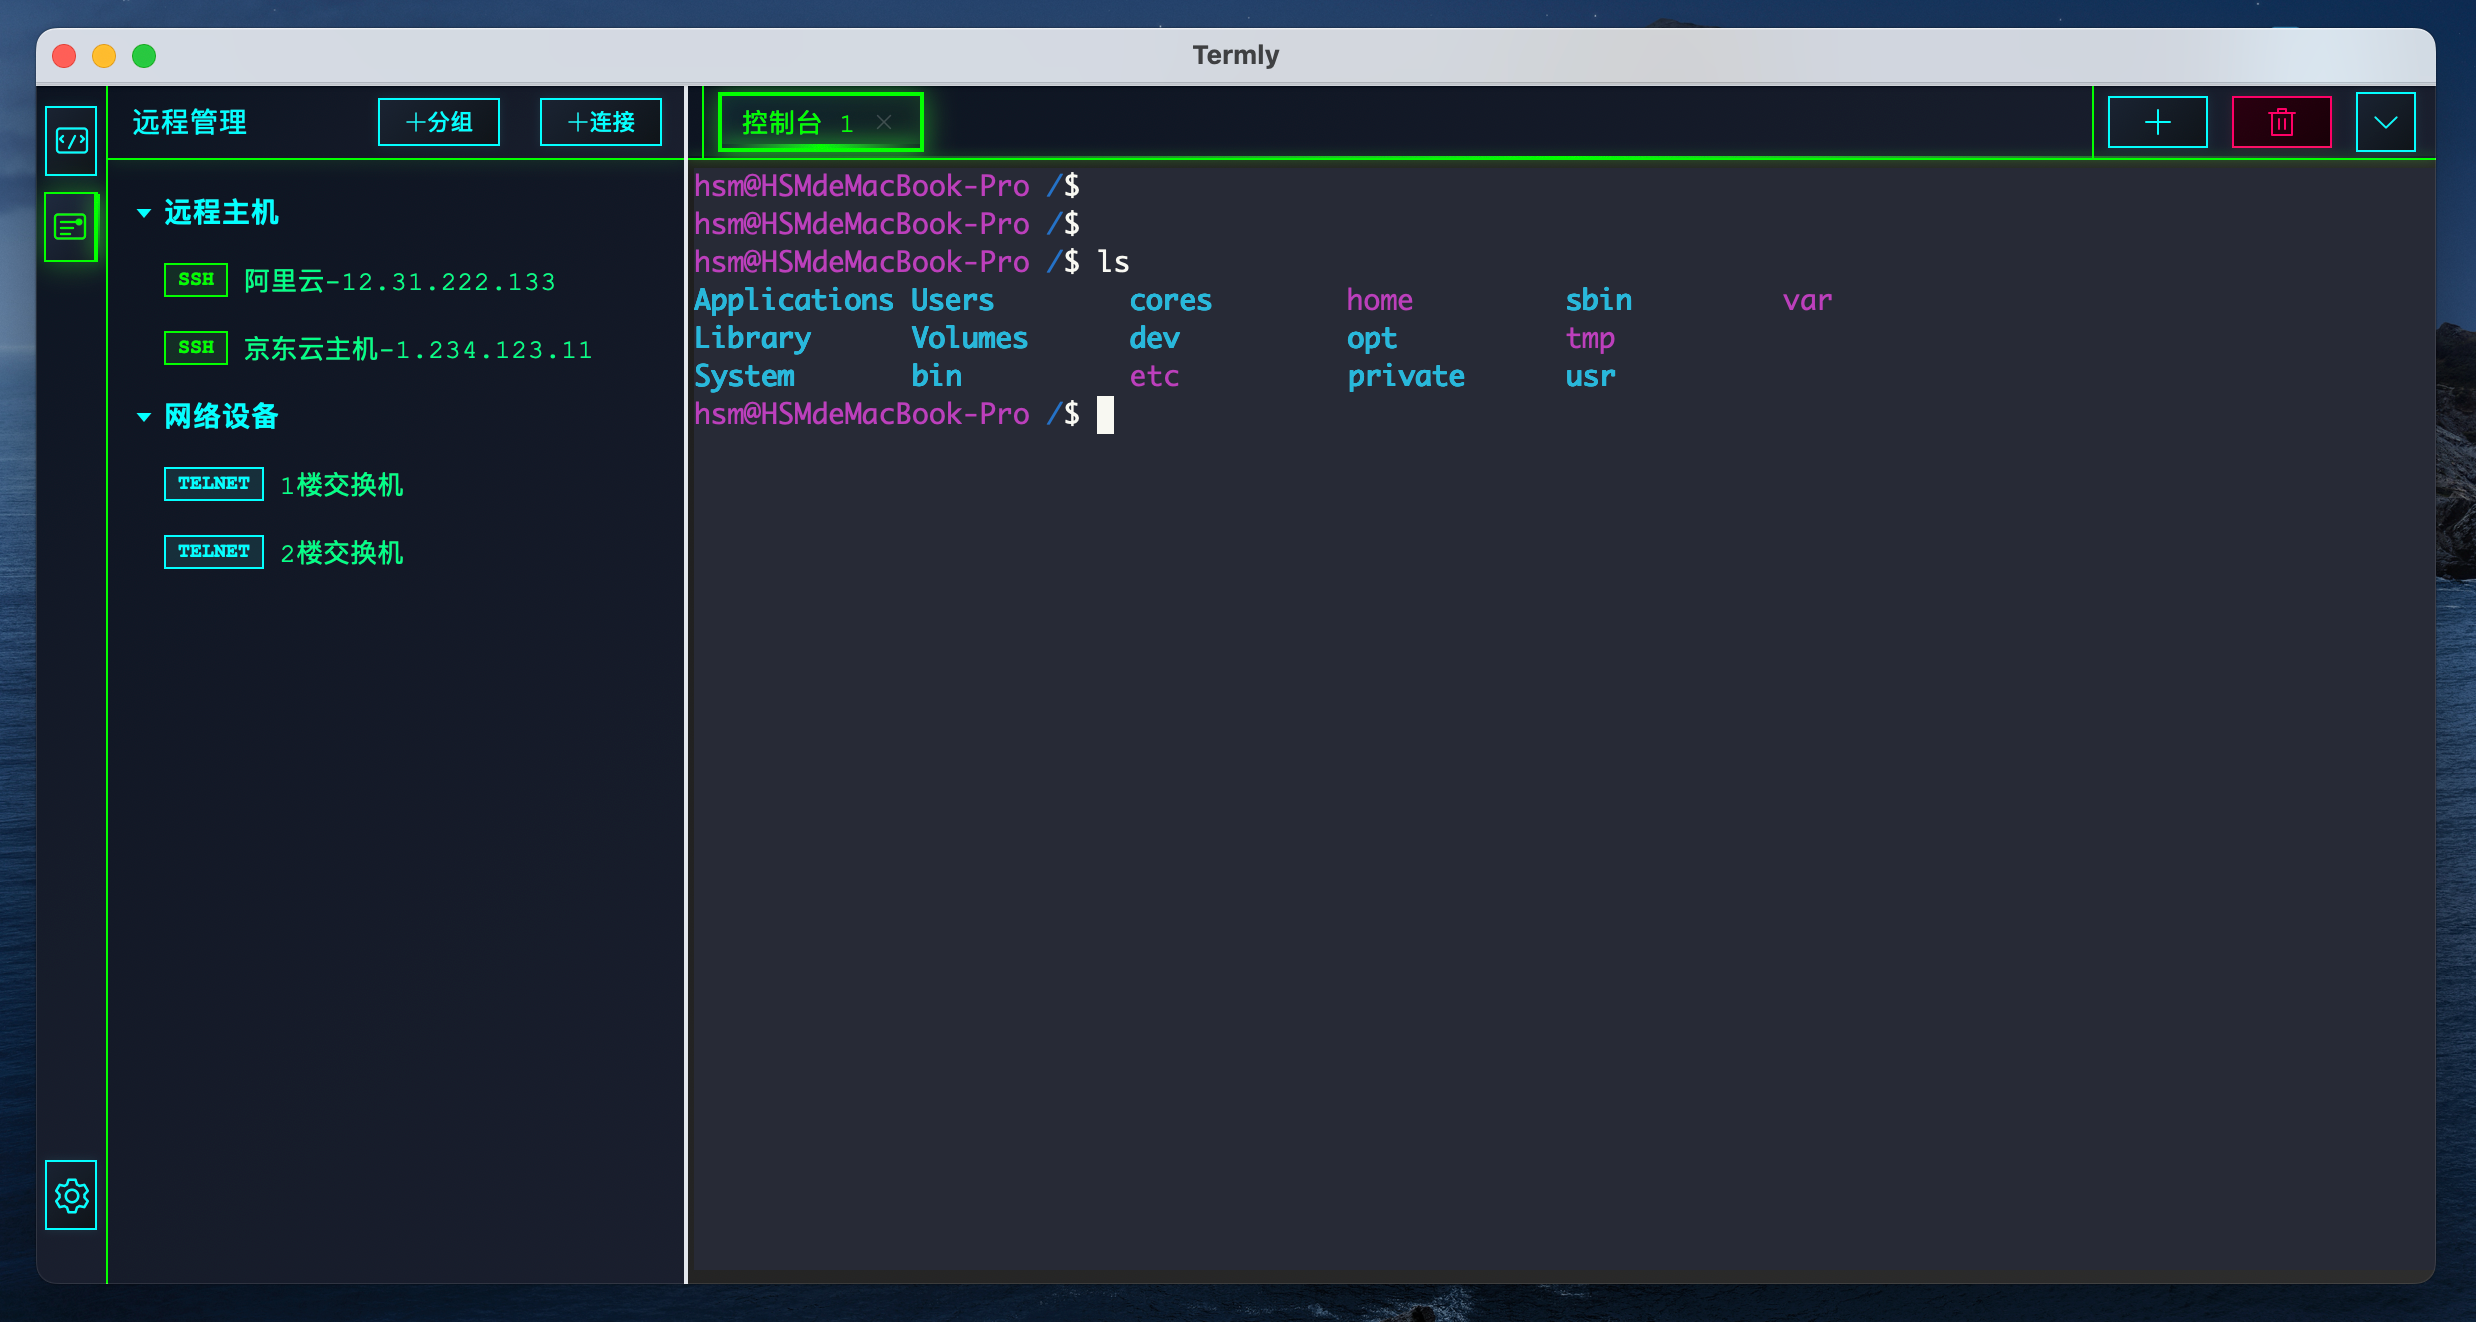 Termly
远程管理
+分组
+连接
远程主机
SSH 阿里云-12.31.222.133
SSH 京东云主机-1.234.123.11
网络设备
TELNET 1楼交换机
TELNET 2楼交换机
控制台 1
hsm@HSMdeMacBook-Pro /$
hsm@HSMdeMacBook-Pro /$
hsm@HSMdeMacBook-Pro /$ ls
Applications Users cores home sbin var
Library Volumes dev opt tmp
System bin etc private usr
hsm@HSMdeMacBook-Pro /$